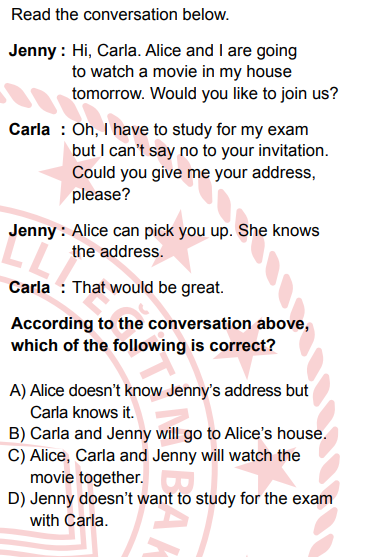 Read the conversation below.
Jenny : Hi, Carla. Alice and I are going
to watch a movie in my house
tomorrow. Would you like to join us?
Carla : Oh, I have to study for my exam
but I can't say no to your invitation.
Could you give me your address,
please?
Jenny : Alice can pick you up. She knows
the address.
Carla : That would be great.
According to the conversation above,
which of the following is correct?
A) Alice doesn't know Jenny's address but
Carla knows it.
B) Carla and Jenny will go to Alice's house.
C) Alice, Carla and Jenny will watch the
movie together.
D) Jenny doesn't want to study for the exam
with Carla.
LLİ EĞİTİM BA